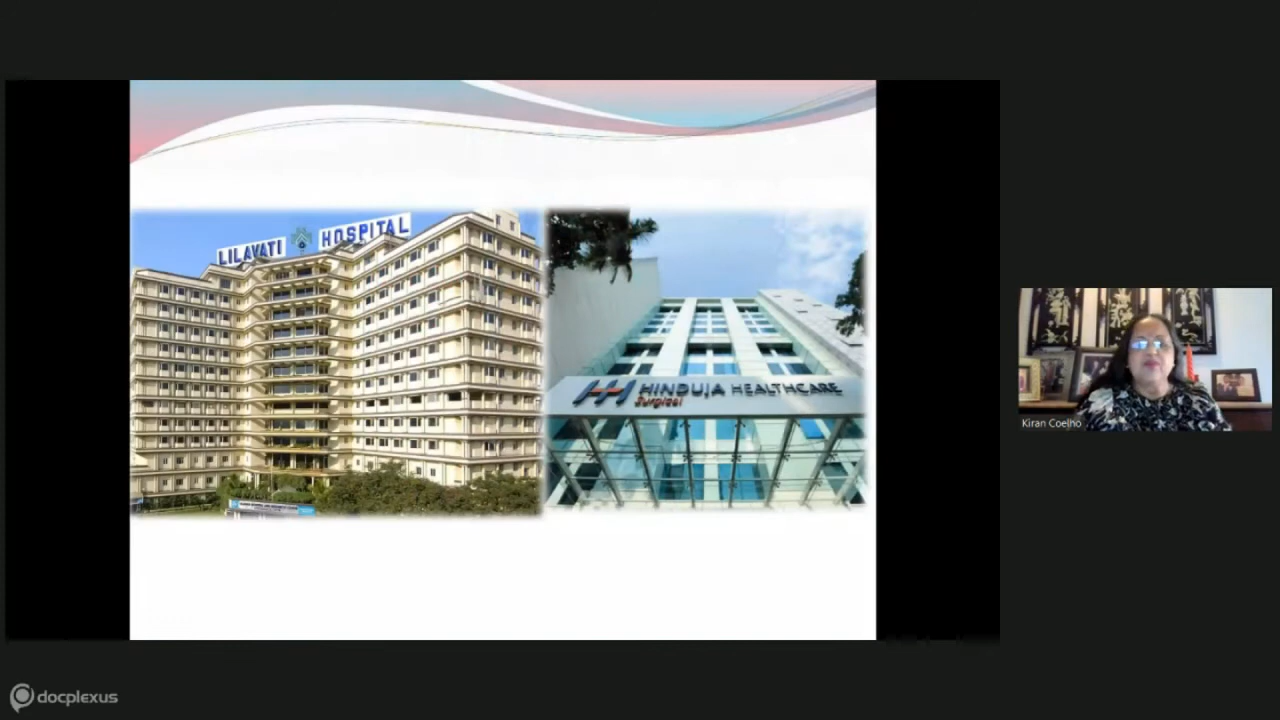 LILAVATI HOSPITAL
HINDUJA HEALTHCARE
Surgical
Kiran Coelho
docplexus